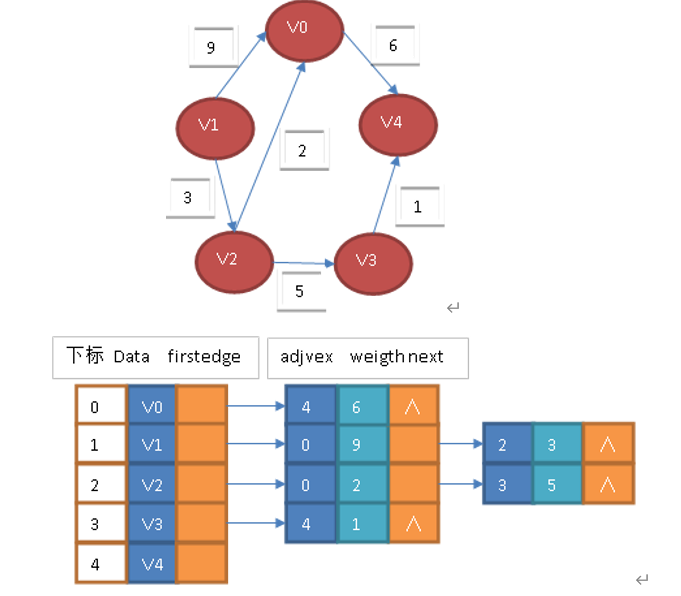 V0
9
6
V1
V4
2
3
1
V2
V3
5
下标 Data firstedge
adjvex weigth next
0 V0 4 6 ∧
1 V1 0 9 2 3 ∧
2 V2 0 2 3 5 ∧
3 V3 4 1 ∧
4 V4